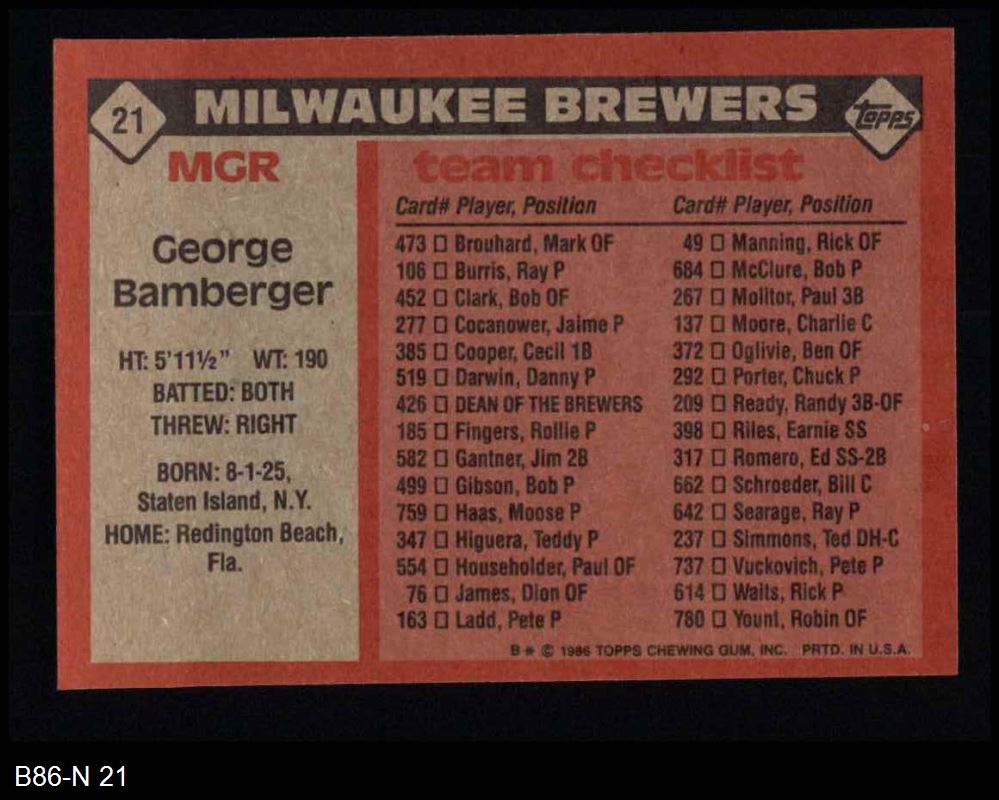 21 MILWAUKEE BREWERS topps
MGR
George
Bamberger
HT: 5'11½" WT: 190
BATTED: BOTH
THREW: RIGHT
BORN: 8-1-25,
Staten Island, N.Y.
HOME: Redington Beach,
Fla.
team checklist
Card# Player, Position
473 □ Brouhard, Mark OF
106 □ Burris, Ray P
452 □ Clark, Bob OF
277 □ Cocanower, Jaime P
385 □ Cooper, Cecil 1B
519 □ Darwin, Danny P
426 □ DEAN OF THE BREWERS
185 □ Fingers, Rollie P
582 □ Gantner, Jim 2B
499 □ Gibson, Bob P
759 □ Haas, Moose P
347 □ Higuera, Teddy P
554 □ Householder, Paul OF
76 □ James, Dion OF
163 □ Ladd, Pete P
Card# Player, Position
49 □ Manning, Rick OF
684 □ McClure, Bob P
267 □ Molitor, Paul 3B
137 □ Moore, Charlie C
372 □ Oglivie, Ben OF
292 □ Porter, Chuck P
209 □ Ready, Randy 3B-OF
398 □ Riles, Earnie SS
317 □ Romero, Ed SS-2B
662 □ Schroeder, Bill C
642 □ Searage, Ray P
237 □ Simmons, Ted DH-C
737 □ Vuckovich, Pete P
614 □ Waits, Rick P
780 □ Yount, Robin OF
B* © 1986 TOPPS CHEWING GUM, INC. PRTD. IN U.S.A.
B86-N 21